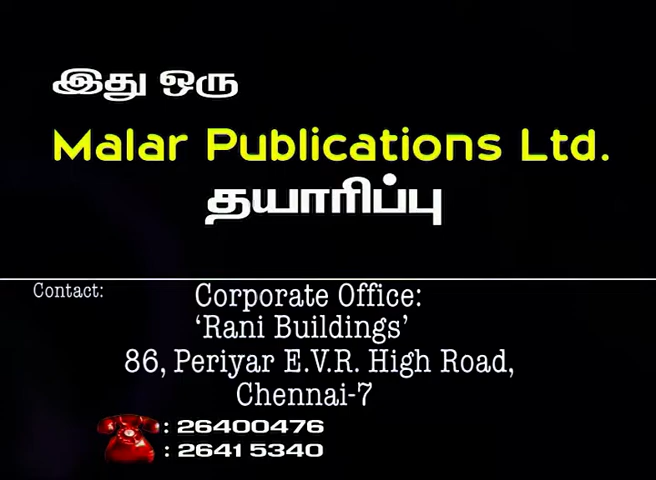 இது ஒரு
Malar Publications Ltd.
தயாரிப்பு
Contact:
Corporate Office:
‘Rani Buildings’
86, Periyar E.V.R. High Road,
Chennai-7
: 26400476
: 2641 5340